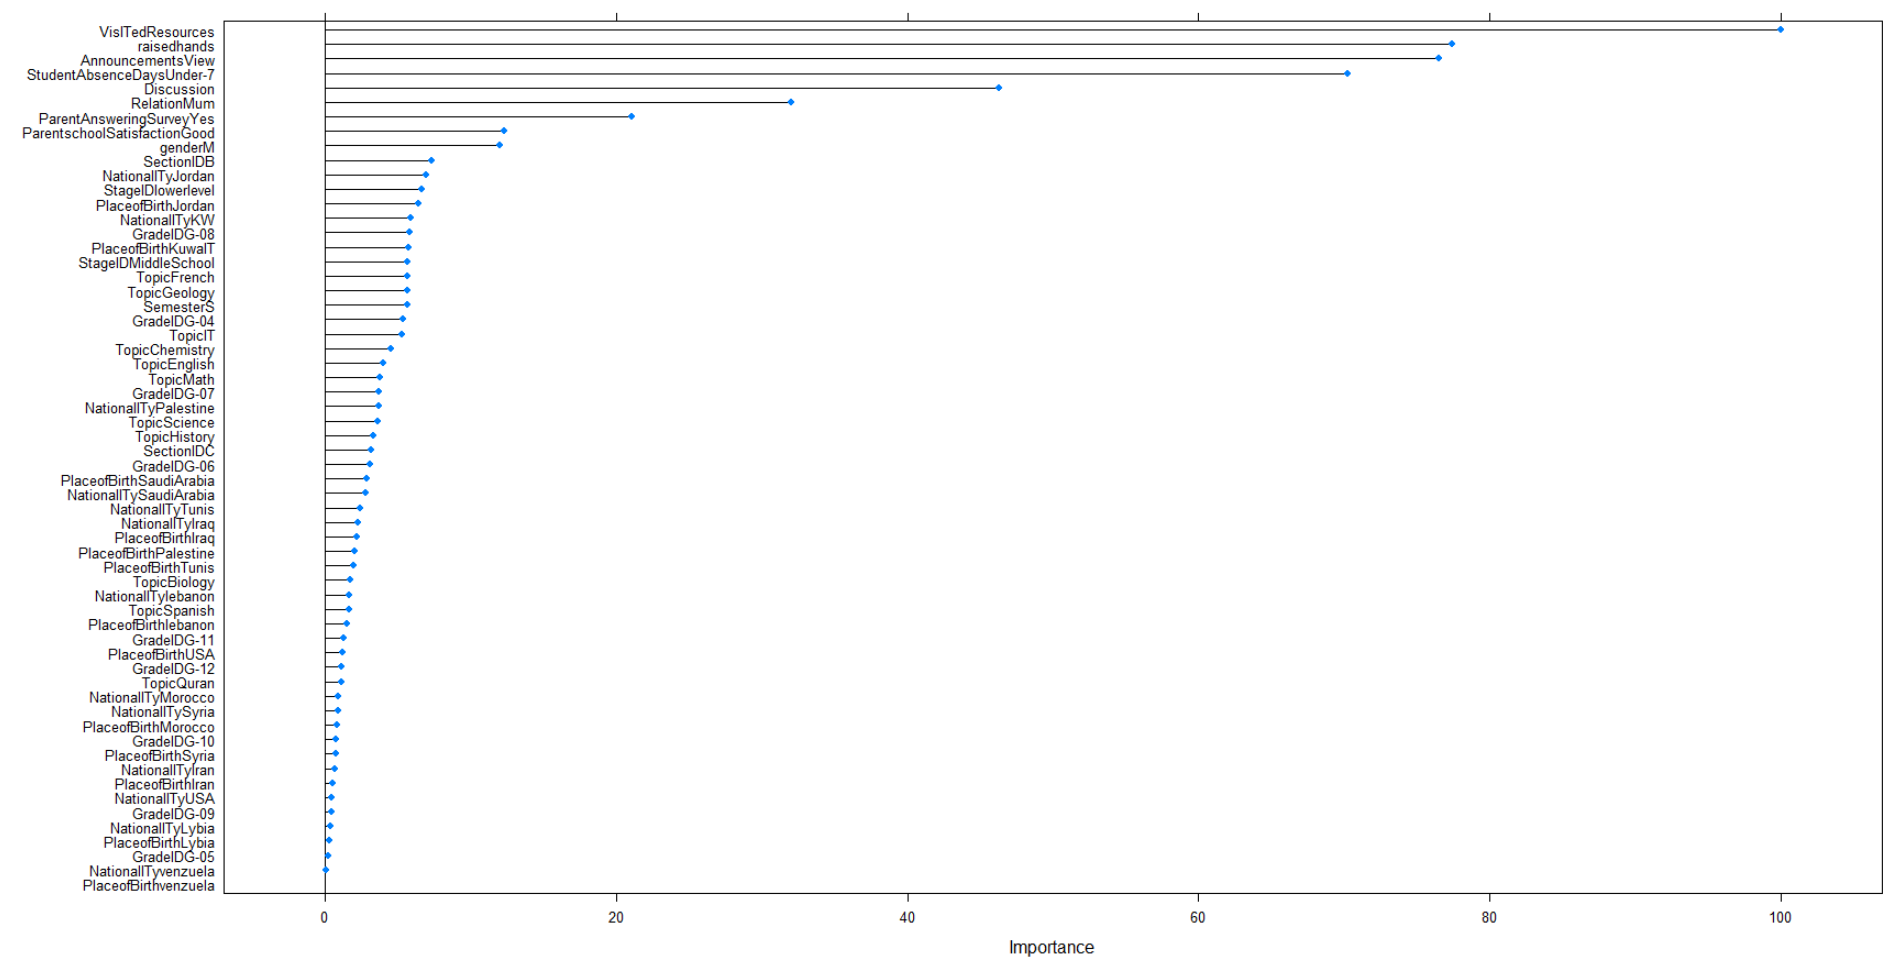 VisITedResources
raisedhands
AnnouncementsView
StudentAbsenceDaysUnder-7
Discussion
RelationMum
ParentAnsweringSurveyYes
ParentschoolSatisfactionGood
genderM
SectionIDB
NationalITyJordan
StageIDlowerlevel
PlaceofBirthJordan
NationalITyKW
GradeIDG-08
PlaceofBirthKuwaIT
StageIDMiddleSchool
TopicFrench
TopicGeology
SemesterS
GradeIDG-04
TopicIT
TopicChemistry
TopicEnglish
TopicMath
GradeIDG-07
NationalITyPalestine
TopicScience
TopicHistory
SectionIDC
GradeIDG-06
PlaceofBirthSaudiArabia
NationalITySaudiArabia
NationalITyTunis
NationalITyIraq
PlaceofBirthIraq
PlaceofBirthPalestine
PlaceofBirthTunis
TopicBiology
NationalITylebanon
TopicSpanish
PlaceofBirthlebanon
GradeIDG-11
PlaceofBirthUSA
GradeIDG-12
TopicQuran
NationalITyMorocco
NationalITySyria
PlaceofBirthMorocco
GradeIDG-10
PlaceofBirthSyria
NationalITyIran
PlaceofBirthIran
NationalITyUSA
GradeIDG-09
NationalITyLybia
PlaceofBirthLybia
GradeIDG-05
NationalITyvenzuela
PlaceofBirthvenzuela
0 20 40 60 80 100
Importance